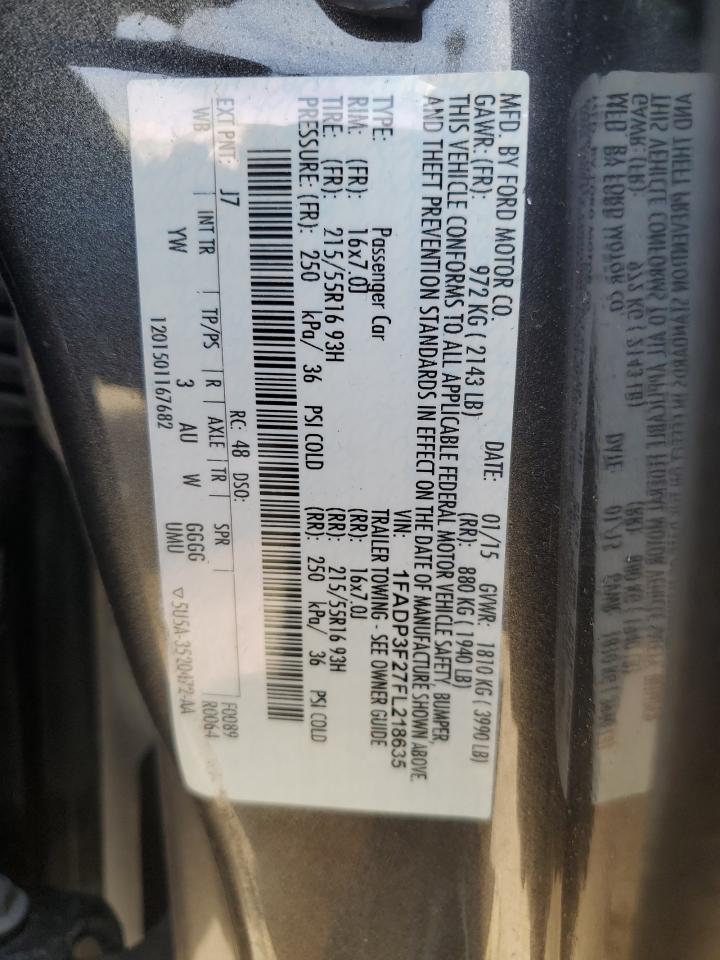 MFD. BY FORD MOTOR CO.
DATE: 01/15 GVWR: 1810 KG ( 3990 LB)
GAWR: (FR): 972 KG ( 2143 LB) (RR): 880 KG ( 1940 LB)
THIS VEHICLE CONFORMS TO ALL APPLICABLE FEDERAL MOTOR VEHICLE SAFETY, BUMPER,
AND THEFT PREVENTION STANDARDS IN EFFECT ON THE DATE OF MANUFACTURE SHOWN ABOVE.
VIN: 1FADP3F27FL218635
TYPE: Passenger Car TRAILER TOWING - SEE OWNER GUIDE
RIM: (FR): 16x7.0J (RR): 16x7.0J
TIRE: (FR): 215/55R16 93H (RR): 215/55R16 93H
PRESSURE: (FR): 250 kPa/ 36 PSI COLD (RR): 250 kPa/ 36 PSI COLD
RC: 48 DSO: F0089
EXT PNT: J7 R0064
WB INT TR TP/PS R AXLE TR SPR
YW 3 AU W GGGG
UMU
1201501167682 ▽ 5U5A-3520472-AA